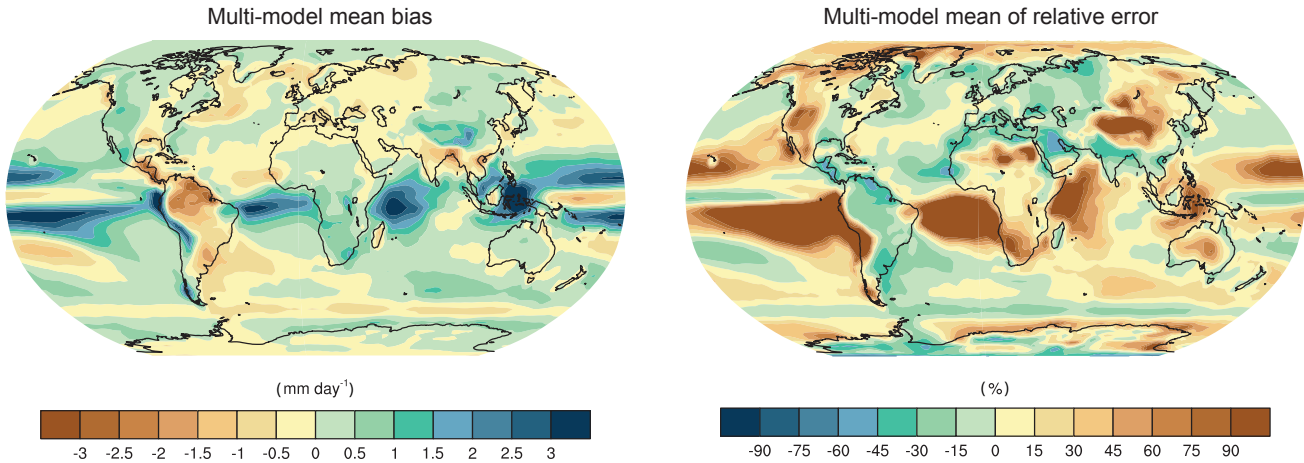 Multi-model mean bias
Multi-model mean of relative error
(mm day-1)
(%)
-3 -2.5 -2 -1.5 -1 -0.5 0 0.5 1 1.5 2 2.5 3
-90 -75 -60 -45 -30 -15 0 15 30 45 60 75 90